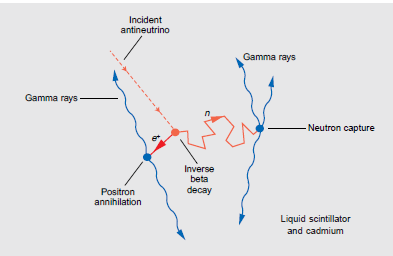 Incident
antineutrino
Gamma rays
Gamma rays
n
e+
Neutron capture
Inverse
beta
decay
Positron
annihilation
Liquid scintillator
and cadmium